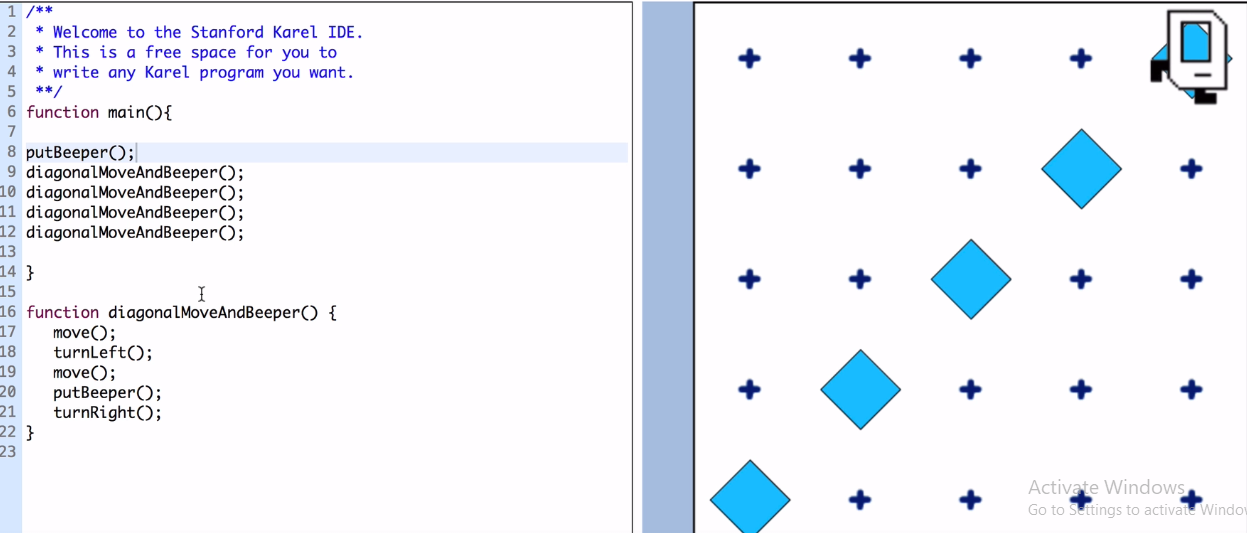 1 /**
2  * Welcome to the Stanford Karel IDE.
3  * This is a free space for you to
4  * write any Karel program you want.
5  **/
6 function main(){
7
8 putBeeper();
9 diagonalMoveAndBeeper();
10 diagonalMoveAndBeeper();
11 diagonalMoveAndBeeper();
12 diagonalMoveAndBeeper();
13
14 }
15
16 function diagonalMoveAndBeeper() {
17    move();
18    turnLeft();
19    move();
20    putBeeper();
21    turnRight();
22 }
23
Activate Windows
Go to Settings to activate Windo